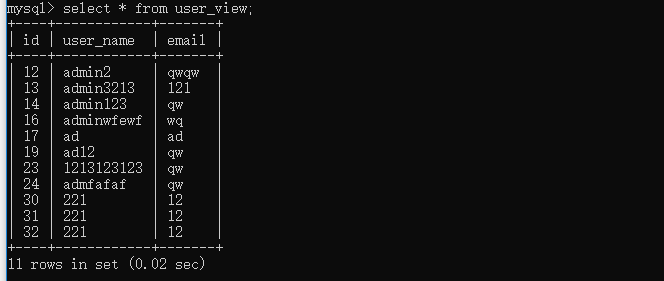 mysql> select * from user_view;
+----+------------+-------+
| id | user_name  | email |
+----+------------+-------+
| 12 | admin2     | qwqw  |
| 13 | admin3213  | 121   |
| 14 | admin123   | qw    |
| 16 | adminwfewf | wq    |
| 17 | ad         | ad    |
| 19 | ad12       | qw    |
| 23 | 1213123123 | qw    |
| 24 | admfafaf   | qw    |
| 30 | 221        | 12    |
| 31 | 221        | 12    |
| 32 | 221        | 12    |
+----+------------+-------+
11 rows in set (0.02 sec)